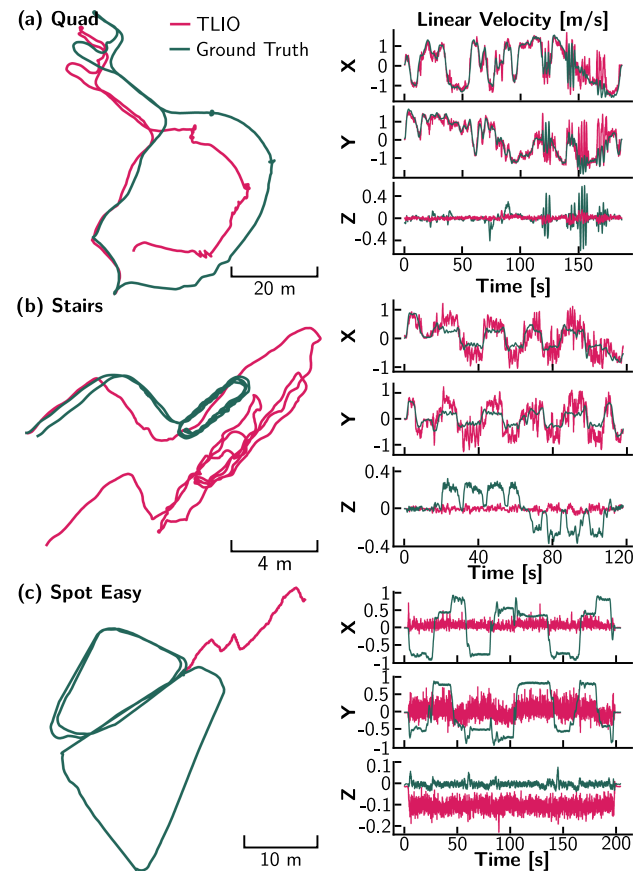 (a) Quad
TLIO
Ground Truth
20 m
Linear Velocity [m/s]
X
1
0
-1
Y
1
0
-1
Z
0.4
0
-0.4
0 50 100 150
Time [s]
(b) Stairs
4 m
X
1
0
-1
Y
1
0
-1
Z
0.4
0
-0.4
0 40 80 120
Time [s]
(c) Spot Easy
10 m
X
1
0.5
0
-0.5
-1
Y
1
0.5
0
-0.5
-1
Z
0.1
0
-0.1
-0.2
0 50 100 150 200
Time [s]